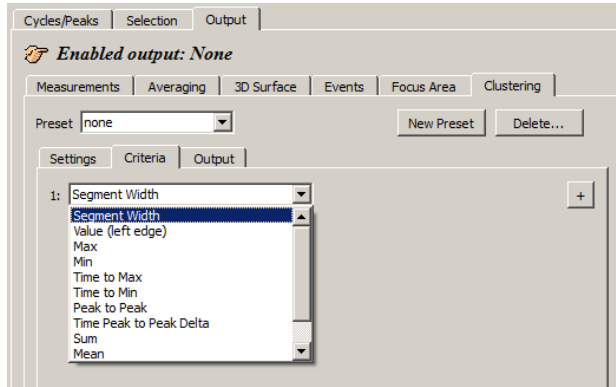 Cycles/Peaks Selection Output
Enabled output: None
Measurements Averaging 3D Surface Events Focus Area Clustering
Preset none New Preset Delete...
Settings Criteria Output
1: Segment Width +
Segment Width
Value (left edge)
Max
Min
Time to Max
Time to Min
Peak to Peak
Time Peak to Peak Delta
Sum
Mean